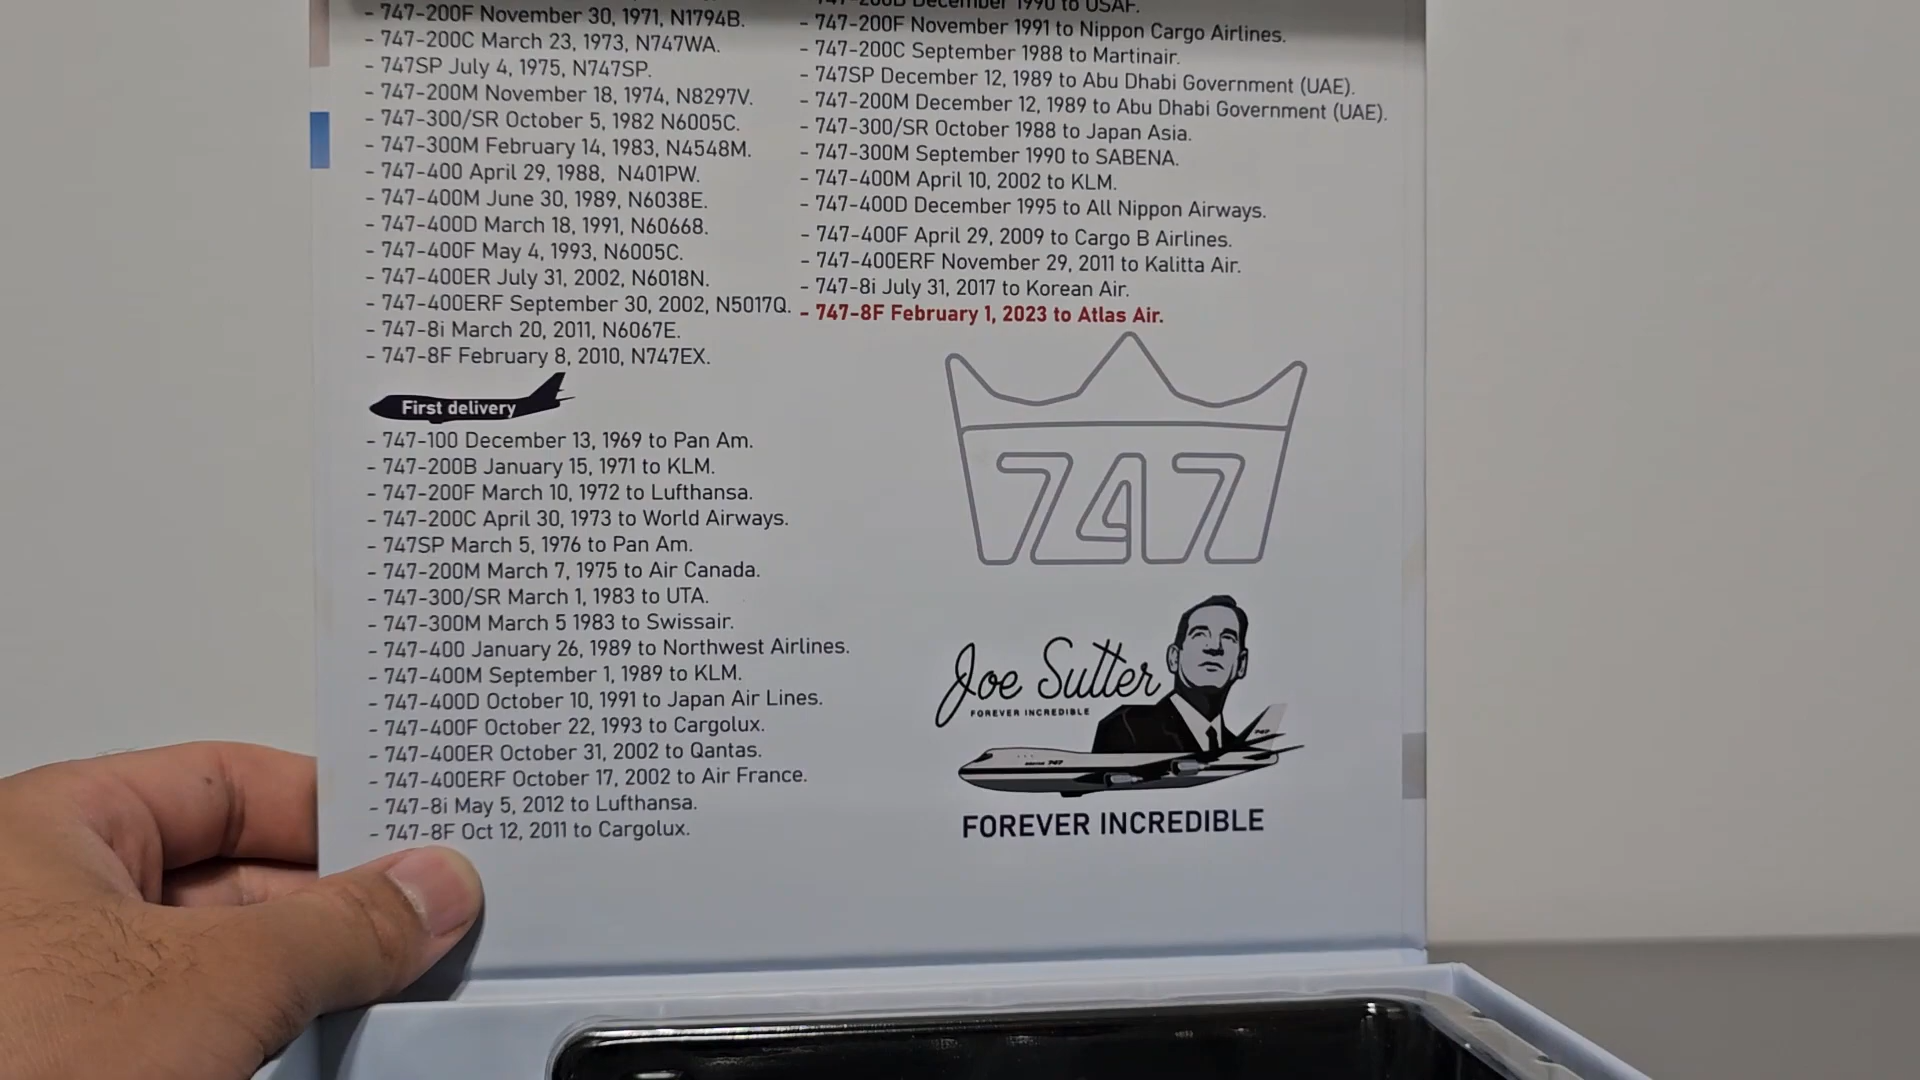 - 747-200F November 30, 1971, N1794B.
- 747-200C March 23, 1973, N747WA.
- 747SP July 4, 1975, N747SP.
- 747-200M November 18, 1974, N8297V.
- 747-300/SR October 5, 1982 N6005C.
- 747-300M February 14, 1983, N4548M.
- 747-400 April 29, 1988, N401PW.
- 747-400M June 30, 1989, N6038E.
- 747-400D March 18, 1991, N60668.
- 747-400F May 4, 1993, N6005C.
- 747-400ER July 31, 2002, N6018N.
- 747-400ERF September 30, 2002, N5017Q.
- 747-8i March 20, 2011, N6067E.
- 747-8F February 8, 2010, N747EX.
First delivery
- 747-100 December 13, 1969 to Pan Am.
- 747-200B January 15, 1971 to KLM.
- 747-200F March 10, 1972 to Lufthansa.
- 747-200C April 30, 1973 to World Airways.
- 747SP March 5, 1976 to Pan Am.
- 747-200M March 7, 1975 to Air Canada.
- 747-300/SR March 1, 1983 to UTA.
- 747-300M March 5 1983 to Swissair.
- 747-400 January 26, 1989 to Northwest Airlines.
- 747-400M September 1, 1989 to KLM.
- 747-400D October 10, 1991 to Japan Air Lines.
- 747-400F October 22, 1993 to Cargolux.
- 747-400ER October 31, 2002 to Qantas.
- 747-400ERF October 17, 2002 to Air France.
- 747-8i May 5, 2012 to Lufthansa.
- 747-8F Oct 12, 2011 to Cargolux.
December 1990 to USAF.
- 747-200F November 1991 to Nippon Cargo Airlines.
- 747-200C September 1988 to Martinair.
- 747SP December 12, 1989 to Abu Dhabi Government (UAE).
- 747-200M December 12, 1989 to Abu Dhabi Government (UAE).
- 747-300/SR October 1988 to Japan Asia.
- 747-300M September 1990 to SABENA.
- 747-400M April 10, 2002 to KLM.
- 747-400D December 1995 to All Nippon Airways.
- 747-400F April 29, 2009 to Cargo B Airlines.
- 747-400ERF November 29, 2011 to Kalitta Air.
- 747-8i July 31, 2017 to Korean Air.
- 747-8F February 1, 2023 to Atlas Air.
747
Joe Sutter
FOREVER INCREDIBLE
747
747
FOREVER INCREDIBLE